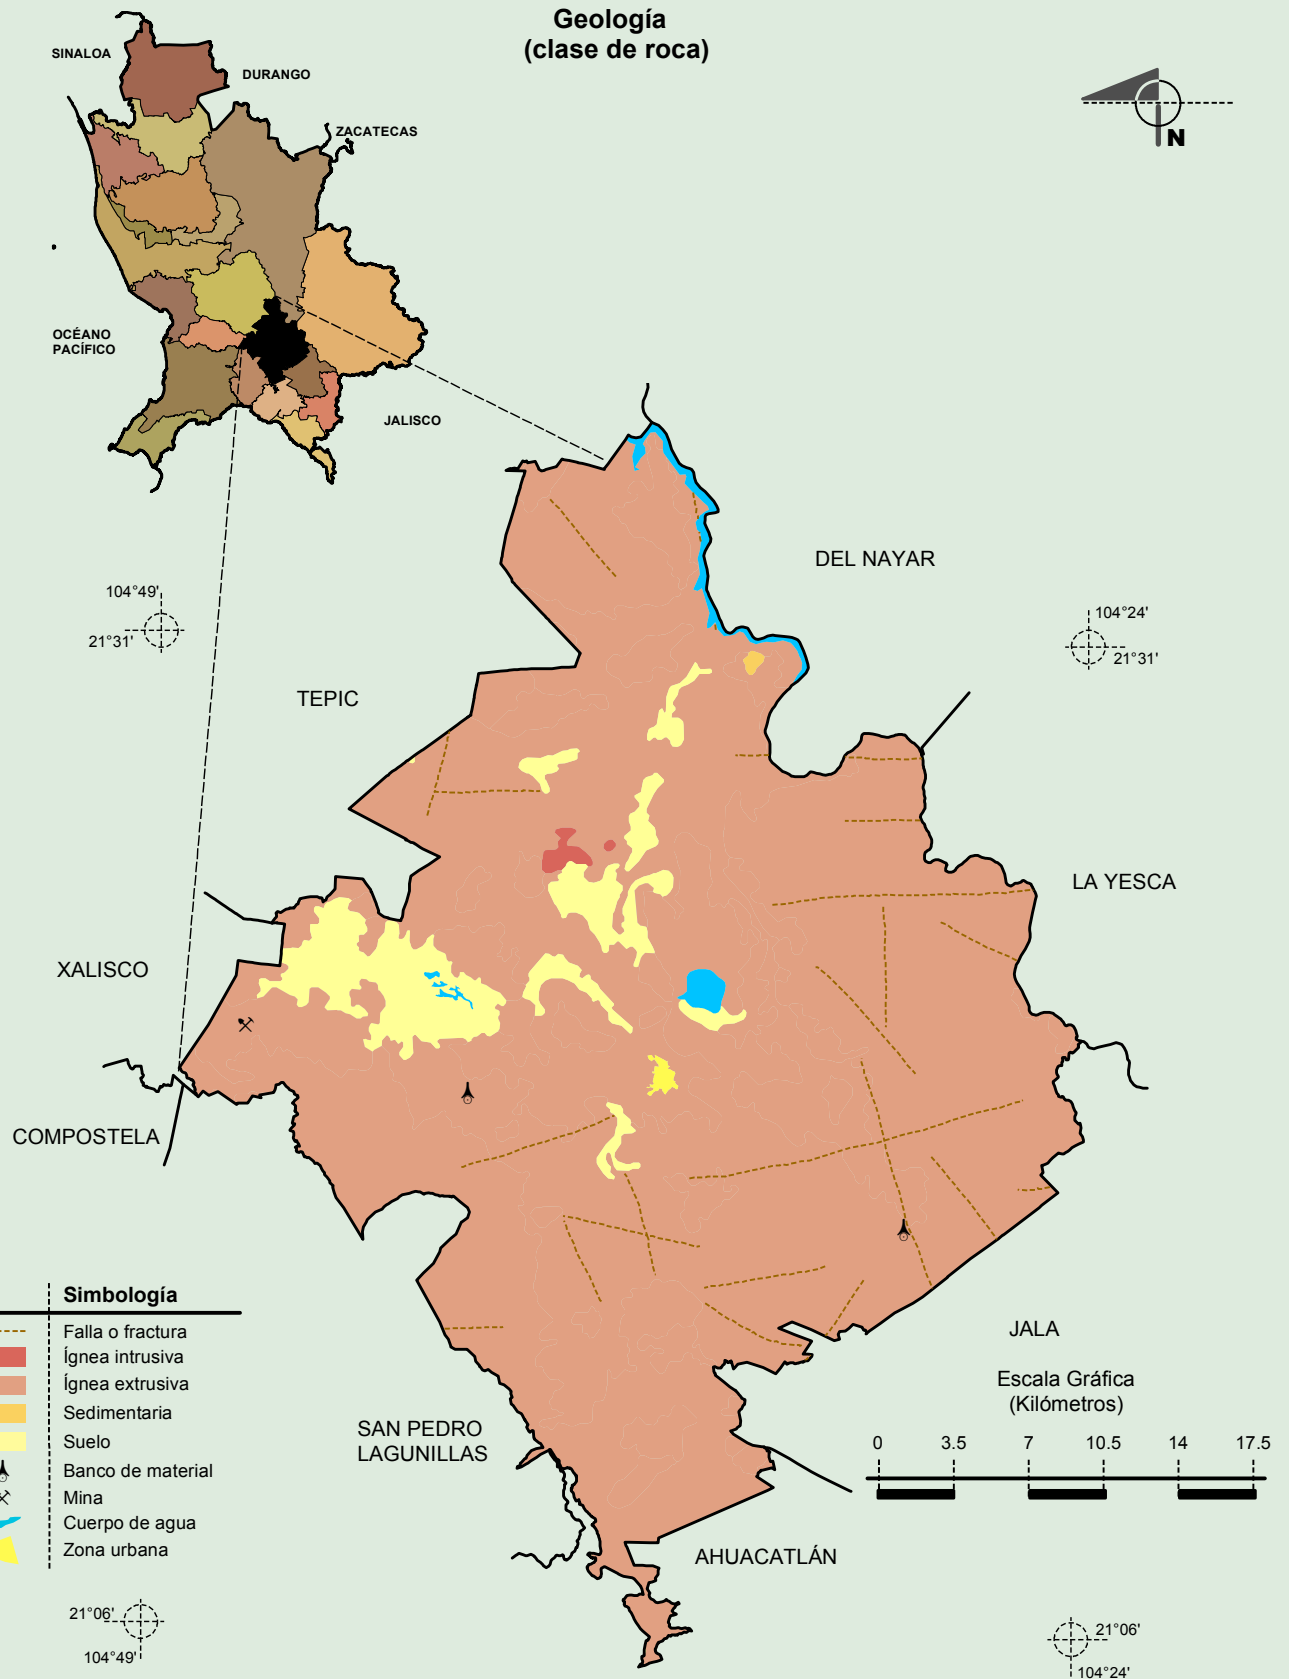 Geología
(clase de roca)
SINALOA
DURANGO
ZACATECAS
N
OCÉANO
PACÍFICO
JALISCO
DEL NAYAR
104°49'
21°31'
104°24'
21°31'
TEPIC
LA YESCA
XALISCO
COMPOSTELA
Simbología
Falla o fractura
Ígnea intrusiva
Ígnea extrusiva
Sedimentaria
Suelo
Banco de material
Mina
Cuerpo de agua
Zona urbana
JALA
Escala Gráfica
(Kilómetros)
0 3.5 7 10.5 14 17.5
SAN PEDRO
LAGUNILLAS
AHUACATLÁN
21°06'
104°49'
21°06'
104°24'